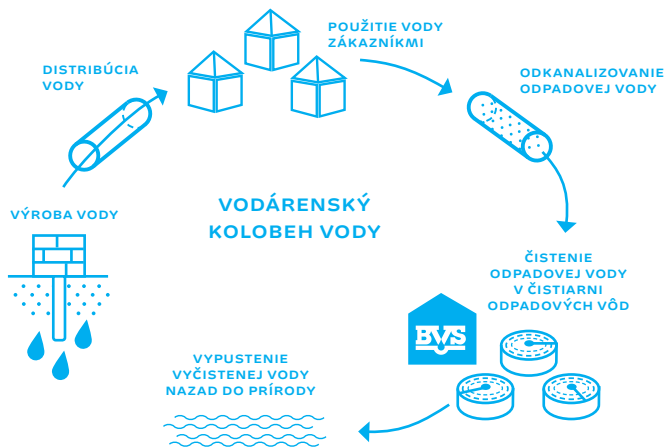 POUŽITIE VODY
ZÁKAZNÍKMI
DISTRIBÚCIA
VODY
ODKANALIZOVANIE
ODPADOVEJ VODY
VÝROBA VODY
VODÁRENSKÝ
KOLOBEH VODY
ČISTENIE
ODPADOVEJ VODY
V ČISTIARNI
ODPADOVÝCH VÔD
BVS
VYPUSTENIE
VYČISTENEJ VODY
NAZAD DO PRÍRODY